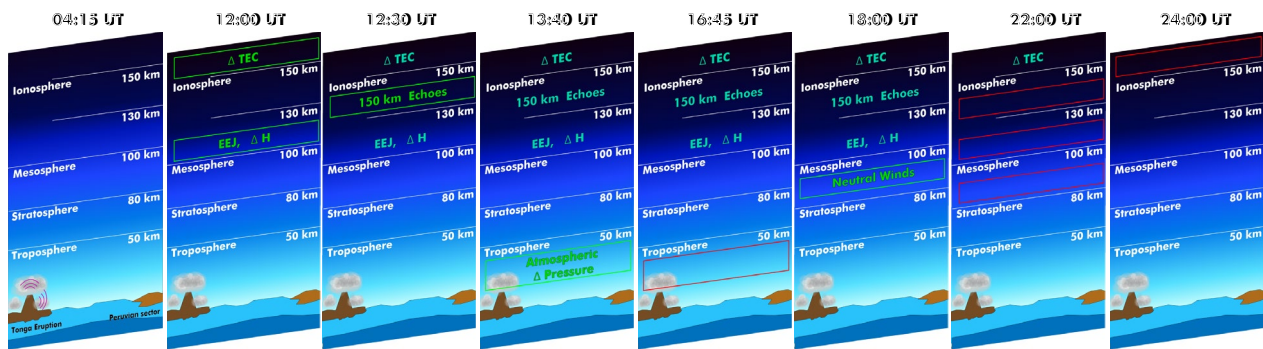 04:15 UT
150 km
Ionosphere
130 km
100 km
Mesosphere
80 km
Stratosphere
50 km
Troposphere
Peruvian sector
Tonga Eruption
12:00 UT
Δ TEC
150 km
Ionosphere
130 km
EEJ, Δ H
100 km
Mesosphere
80 km
Stratosphere
50 km
Troposphere
12:30 UT
Δ TEC
150 km
Ionosphere
150 km Echoes
130 km
EEJ, Δ H
100 km
Mesosphere
80 km
Stratosphere
50 km
Troposphere
13:40 UT
Δ TEC
150 km
Ionosphere
150 km Echoes
130 km
EEJ, Δ H
100 km
Mesosphere
80 km
Stratosphere
50 km
Troposphere
Atmospheric
Δ Pressure
16:45 UT
Δ TEC
150 km
Ionosphere
150 km Echoes
130 km
EEJ, Δ H
100 km
Mesosphere
80 km
Stratosphere
50 km
Troposphere
18:00 UT
Δ TEC
150 km
Ionosphere
150 km Echoes
130 km
EEJ, Δ H
100 km
Mesosphere
Neutral Winds
80 km
Stratosphere
50 km
Troposphere
22:00 UT
Δ TEC
150 km
Ionosphere
130 km
100 km
Mesosphere
80 km
Stratosphere
50 km
Troposphere
24:00 UT
150 km
Ionosphere
130 km
100 km
Mesosphere
80 km
Stratosphere
50 km
Troposphere